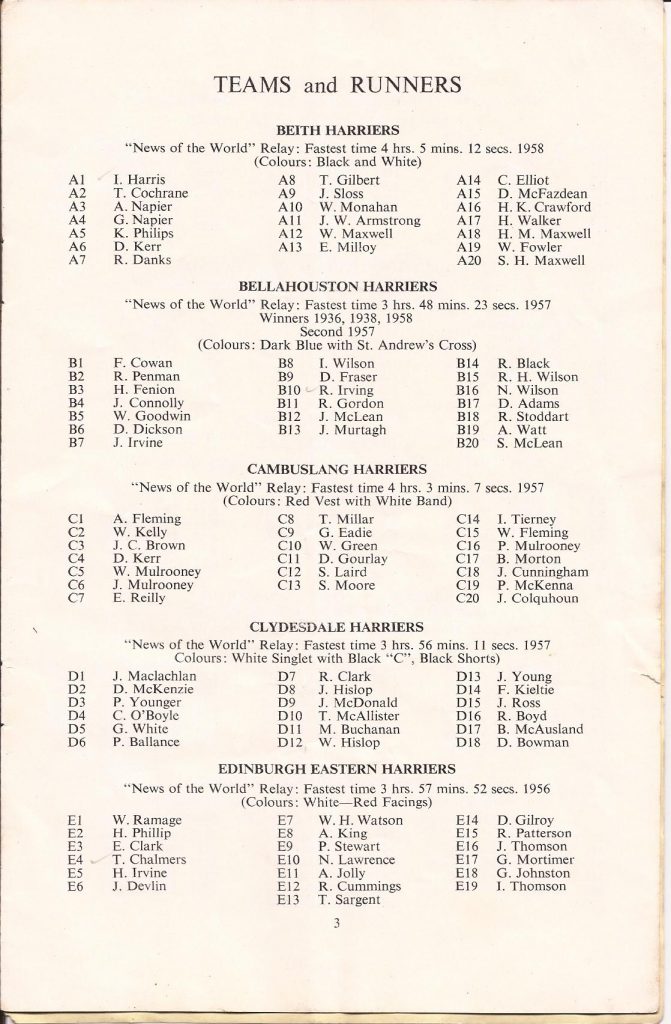 TEAMS and RUNNERS
BEITH HARRIERS
"News of the World" Relay: Fastest time 4 hrs. 5 mins. 12 secs. 1958
(Colours: Black and White)
A1 I. Harris A8 T. Gilbert A14 C. Elliot
A2 T. Cochrane A9 J. Sloss A15 D. McFazdean
A3 A. Napier A10 W. Monahan A16 H. K. Crawford
A4 G. Napier A11 J. W. Armstrong A17 H. Walker
A5 K. Philips A12 W. Maxwell A18 H. M. Maxwell
A6 D. Kerr A13 E. Milloy A19 W. Fowler
A7 R. Danks A20 S. H. Maxwell
BELLAHOUSTON HARRIERS
"News of the World" Relay: Fastest time 3 hrs. 48 mins. 23 secs. 1957
Winners 1936, 1938, 1958
Second 1957
(Colours: Dark Blue with St. Andrew's Cross)
B1 F. Cowan B8 I. Wilson B14 R. Black
B2 R. Penman B9 D. Fraser B15 R. H. Wilson
B3 H. Fenion B10 R. Irving B16 N. Wilson
B4 J. Connolly B11 R. Gordon B17 D. Adams
B5 W. Goodwin B12 J. McLean B18 R. Stoddart
B6 D. Dickson B13 J. Murtagh B19 A. Watt
B7 J. Irvine B20 S. McLean
CAMBUSLANG HARRIERS
"News of the World" Relay: Fastest time 4 hrs. 3 mins. 7 secs. 1957
(Colours: Red Vest with White Band)
C1 A. Fleming C8 T. Millar C14 I. Tierney
C2 W. Kelly C9 G. Eadie C15 W. Fleming
C3 J. C. Brown C10 W. Green C16 P. Mulrooney
C4 D. Kerr C11 D. Gourlay C17 B. Morton
C5 W. Mulrooney C12 S. Laird C18 J. Cunningham
C6 J. Mulrooney C13 S. Moore C19 P. McKenna
C7 E. Reilly C20 J. Colquhoun
CLYDESDALE HARRIERS
"News of the World" Relay: Fastest time 3 hrs. 56 mins. 11 secs. 1957
Colours: White Singlet with Black "C", Black Shorts)
D1 J. Maclachlan D7 R. Clark D13 J. Young
D2 D. McKenzie D8 J. Hislop D14 F. Kieltie
D3 P. Younger D9 J. McDonald D15 J. Ross
D4 C. O'Boyle D10 T. McAllister D16 R. Boyd
D5 G. White D11 M. Buchanan D17 B. McAusland
D6 P. Ballance D12 W. Hislop D18 D. Bowman
EDINBURGH EASTERN HARRIERS
"News of the World" Relay: Fastest time 3 hrs. 57 mins. 52 secs. 1956
(Colours: White—Red Facings)
E1 W. Ramage E7 W. H. Watson E14 D. Gilroy
E2 H. Phillip E8 A. King E15 R. Patterson
E3 E. Clark E9 P. Stewart E16 J. Thomson
E4 T. Chalmers E10 N. Lawrence E17 G. Mortimer
E5 H. Irvine E11 A. Jolly E18 G. Johnston
E6 J. Devlin E12 R. Cummings E19 I. Thomson
E13 T. Sargent
3